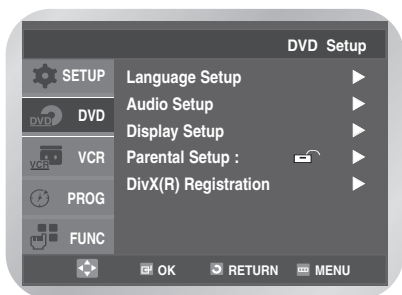 DVD Setup
SETUP
DVD
DVD
VCR
VCR
PROG
FUNC
Language Setup
Audio Setup
Display Setup
Parental Setup :
DivX(R) Registration
OK
RETURN
MENU